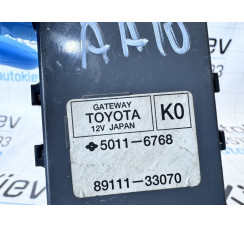 AA10
GATEWAY
TOYOTA
12V JAPAN
K0
5011-6768
89111-33070